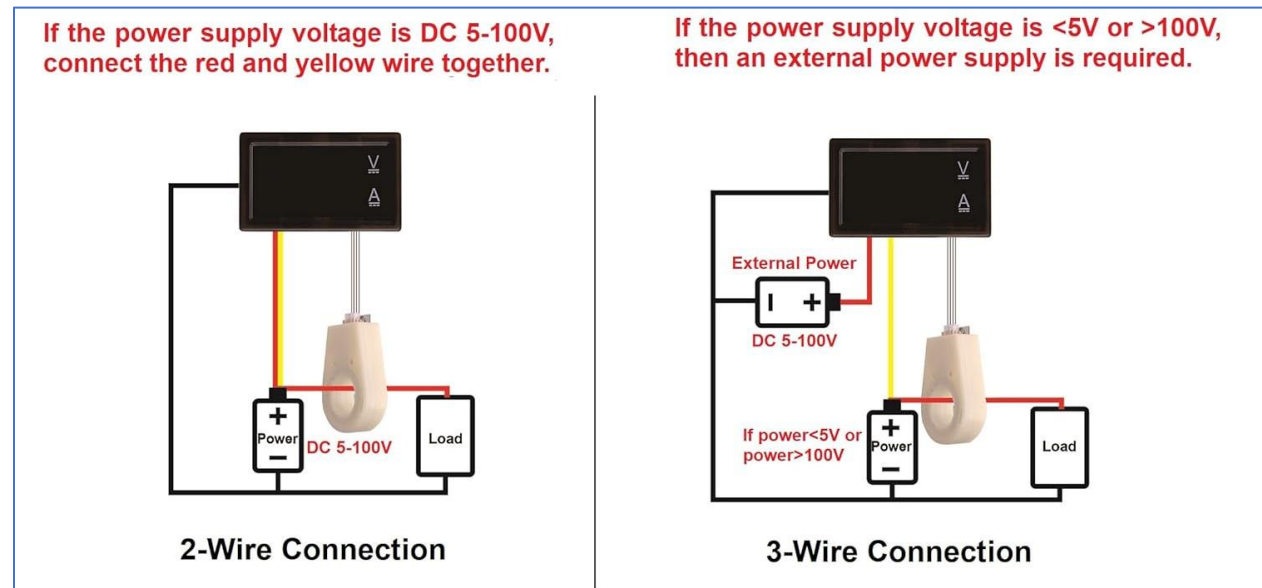 If the power supply voltage is DC 5-100V,
connect the red and yellow wire together.
V
A
+
Power
−
DC 5-100V
Load
2-Wire Connection
If the power supply voltage is <5V or >100V,
then an external power supply is required.
V
A
External Power
− +
DC 5-100V
If power<5V or
power>100V
+
Power
−
Load
3-Wire Connection